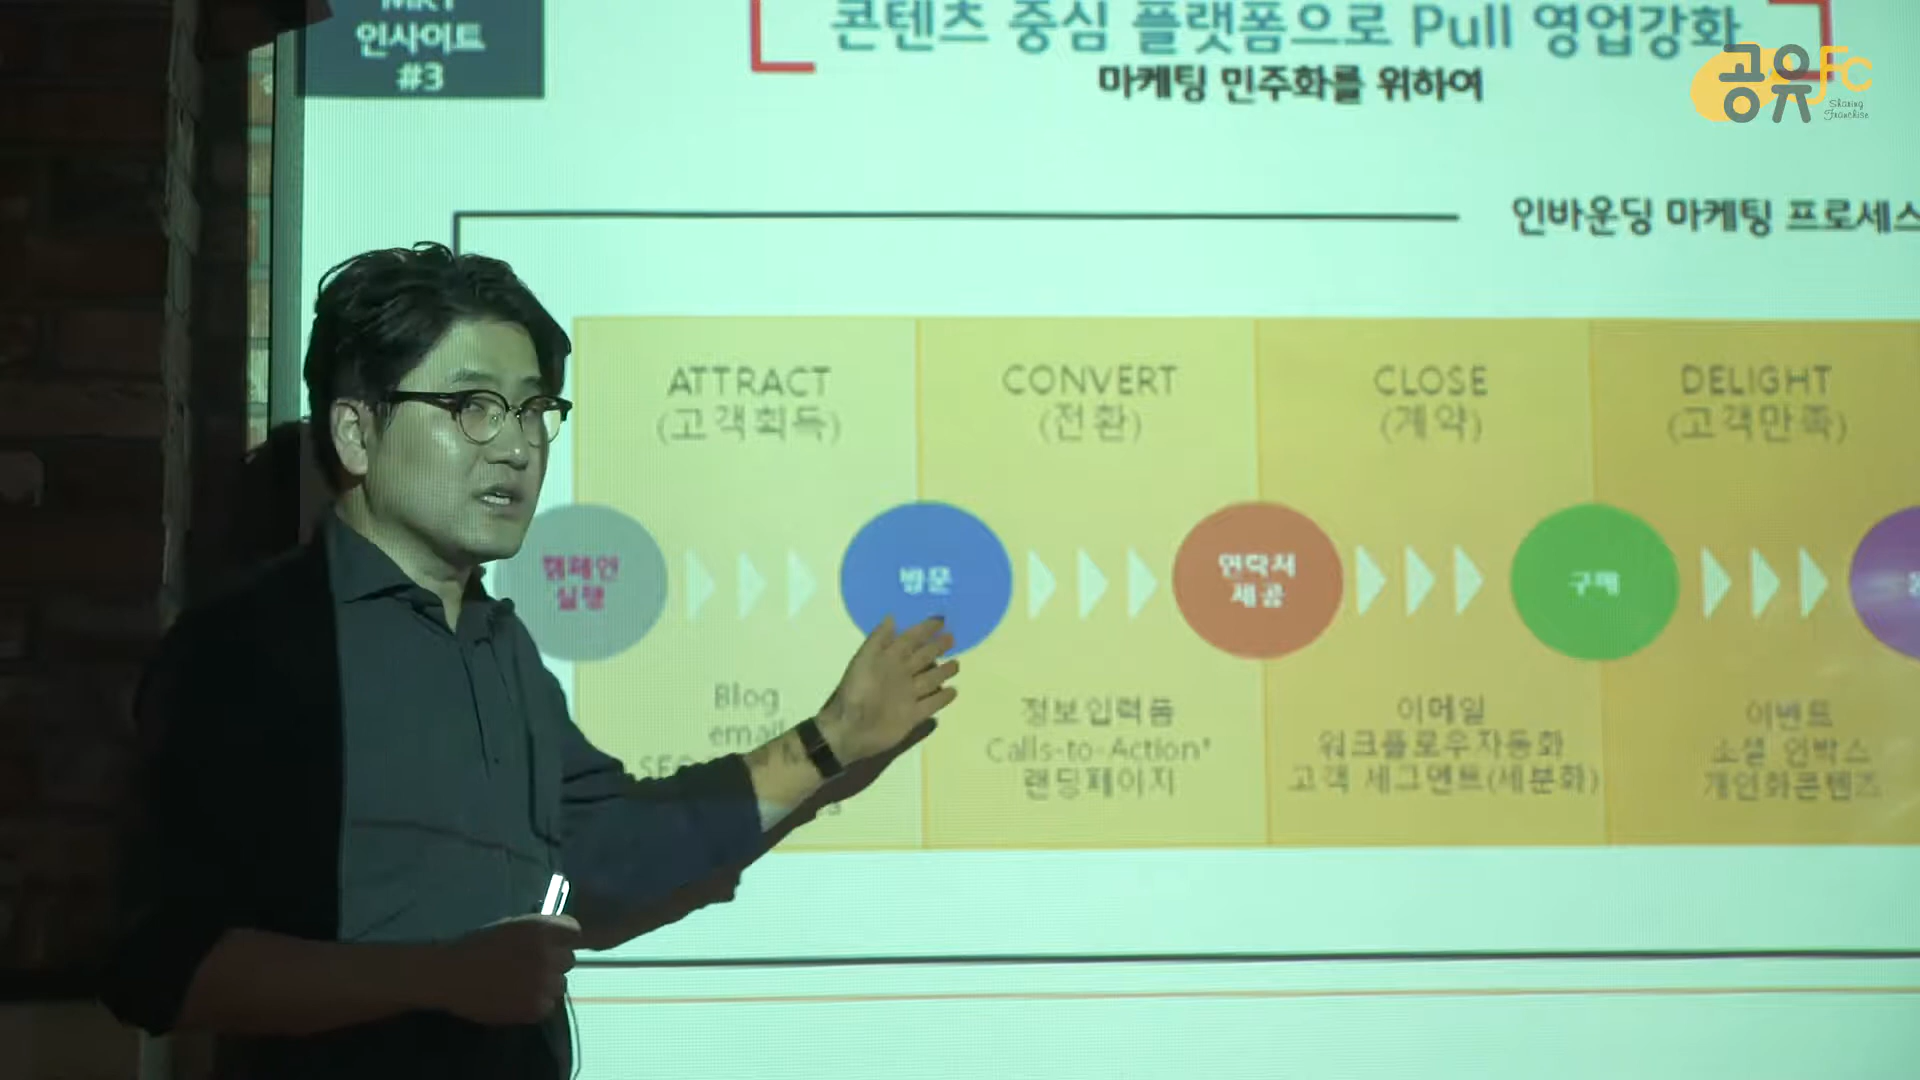 MKT
인사이트
#3
콘텐츠 중심 플랫폼으로 Pull 영업강화
마케팅 민주화를 위하여
공유FC
Sharing
Franchise
인바운딩 마케팅 프로세스
ATTRACT
(고객획득)
CONVERT
(전환)
CLOSE
(계약)
DELIGHT
(고객만족)
캠페인
실행
방문
연락처
제공
구매
Blog
email
정보입력폼
Calls-to-Action*
랜딩페이지
이메일
워크플로우자동화
고객 세그먼트(세분화)
이벤트
소셜 인박스
개인화콘텐츠